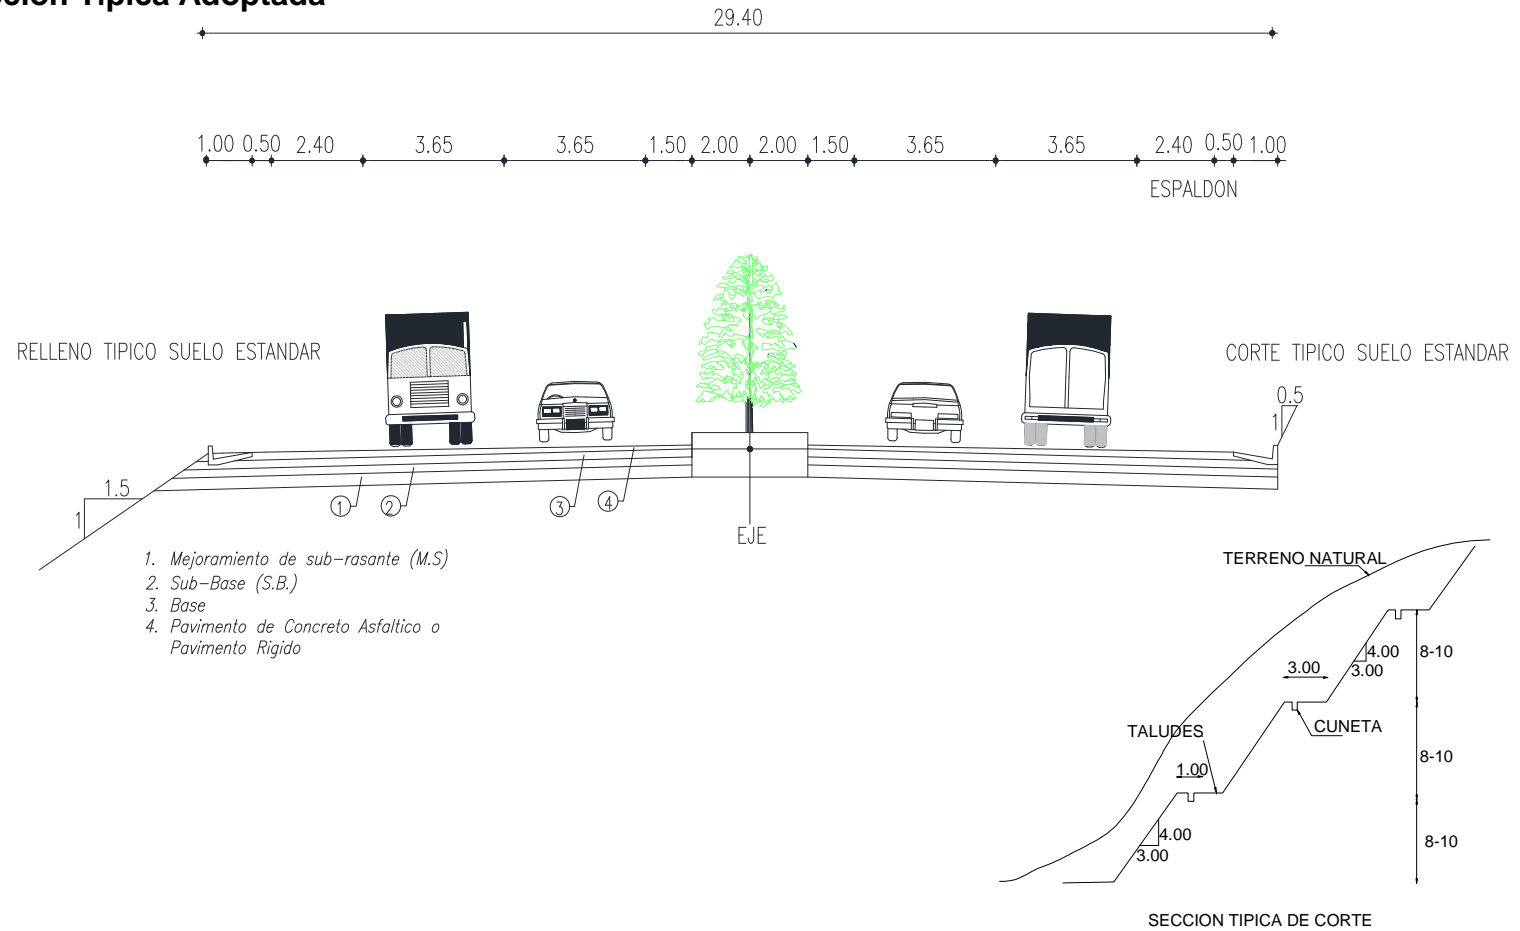 Tipica Adoptada
29.40
1.00 0.50 2.40 3.65 3.65 1.50 2.00 2.00 1.50 3.65 3.65 2.40 0.50 1.00
ESPALDON
RELLENO TIPICO SUELO ESTANDAR
CORTE TIPICO SUELO ESTANDAR
0.5
1
1.5
1
1 2 3 4
EJE
1. Mejoramiento de sub-rasante (M.S)
2. Sub-Base (S.B.)
3. Base
4. Pavimento de Concreto Asfaltico o
Pavimento Rigido
TERRENO NATURAL
4.00
3.00
8-10
3.00
CUNETA
TALUDES
8-10
1.00
4.00
3.00
8-10
SECCION TIPICA DE CORTE